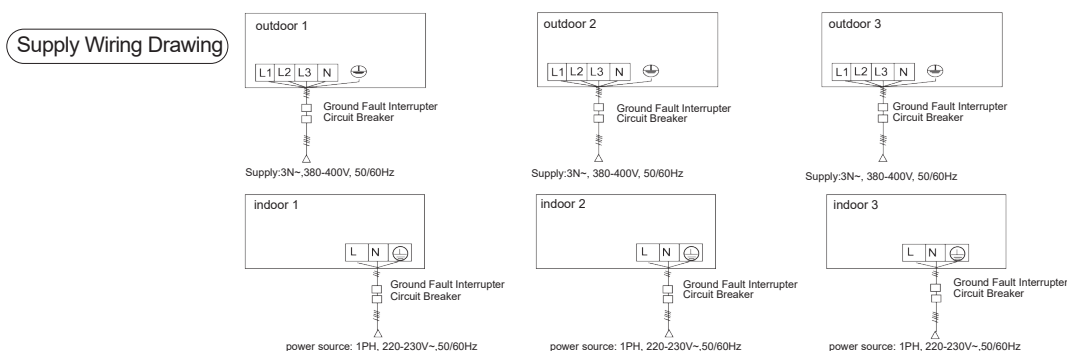 Supply Wiring Drawing
outdoor 1
L1 L2 L3 N
Ground Fault Interrupter
Circuit Breaker
Supply:3N~,380-400V, 50/60Hz
outdoor 2
L1 L2 L3 N
Ground Fault Interrupter
Circuit Breaker
Supply:3N~, 380-400V, 50/60Hz
outdoor 3
L1 L2 L3 N
Ground Fault Interrupter
Circuit Breaker
Supply:3N~, 380-400V, 50/60Hz
indoor 1
L N
Ground Fault Interrupter
Circuit Breaker
power source: 1PH, 220-230V~,50/60Hz
indoor 2
L N
Ground Fault Interrupter
Circuit Breaker
power source: 1PH, 220-230V~,50/60Hz
indoor 3
L N
Ground Fault Interrupter
Circuit Breaker
power source: 1PH, 220-230V~,50/60Hz